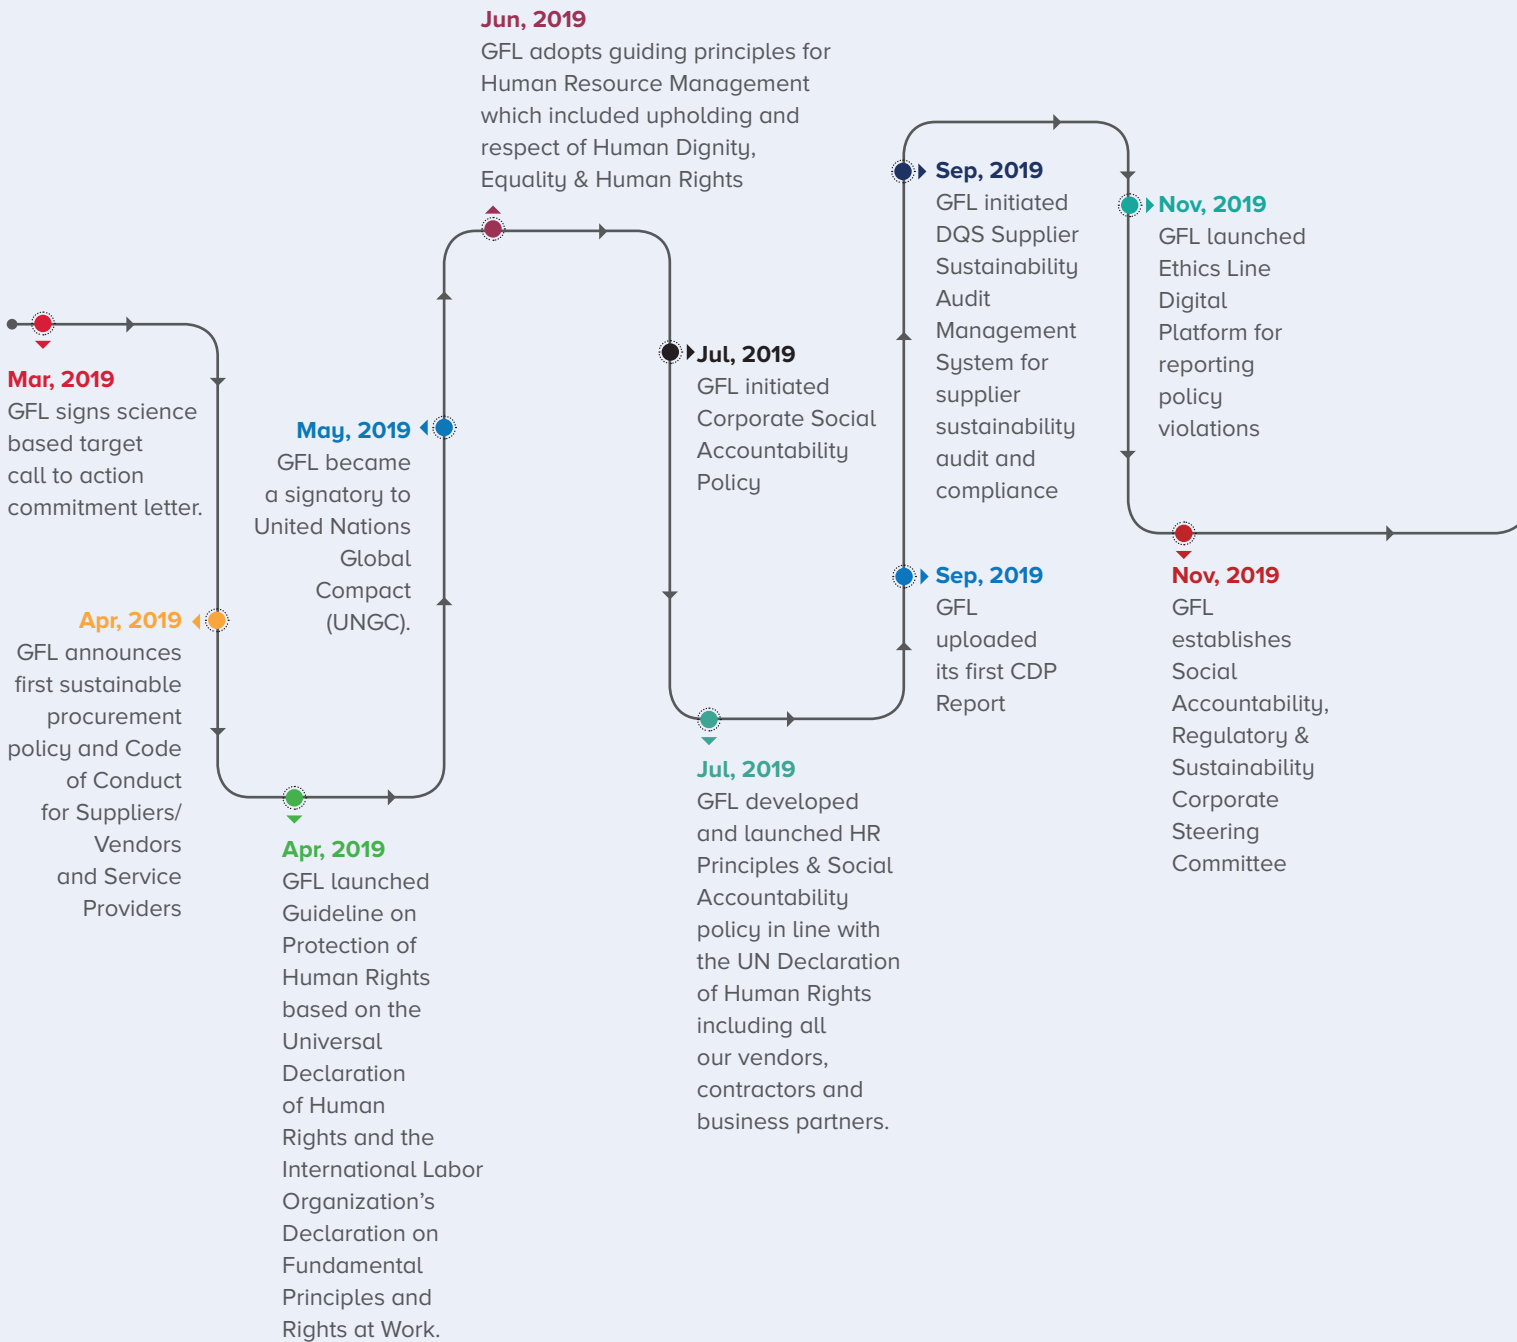 Mar, 2019
GFL signs science
based target
call to action
commitment letter.
Apr, 2019
GFL announces
first sustainable
procurement
policy and Code
of Conduct
for Suppliers/
Vendors
and Service
Providers
Apr, 2019
GFL launched
Guideline on
Protection of
Human Rights
based on the
Universal
Declaration
of Human
Rights and the
International Labor
Organization’s
Declaration on
Fundamental
Principles and
Rights at Work.
May, 2019
GFL became
a signatory to
United Nations
Global
Compact
(UNGC).
Jun, 2019
GFL adopts guiding principles for
Human Resource Management
which included upholding and
respect of Human Dignity,
Equality & Human Rights
Jul, 2019
GFL initiated
Corporate Social
Accountability
Policy
Jul, 2019
GFL developed
and launched HR
Principles & Social
Accountability
policy in line with
the UN Declaration
of Human Rights
including all
our vendors,
contractors and
business partners.
Sep, 2019
GFL
uploaded
its first CDP
Report
Sep, 2019
GFL initiated
DQS Supplier
Sustainability
Audit
Management
System for
supplier
sustainability
audit and
compliance
Nov, 2019
GFL launched
Ethics Line
Digital
Platform for
reporting
policy
violations
Nov, 2019
GFL
establishes
Social
Accountability,
Regulatory &
Sustainability
Corporate
Steering
Committee